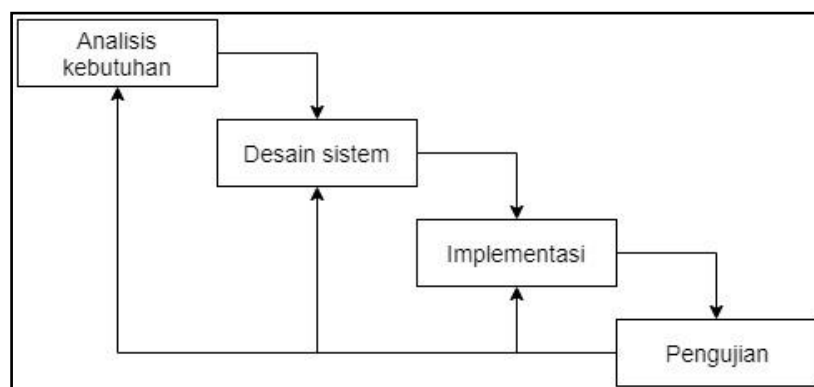 Analisis
kebutuhan
Desain sistem
Implementasi
Pengujian